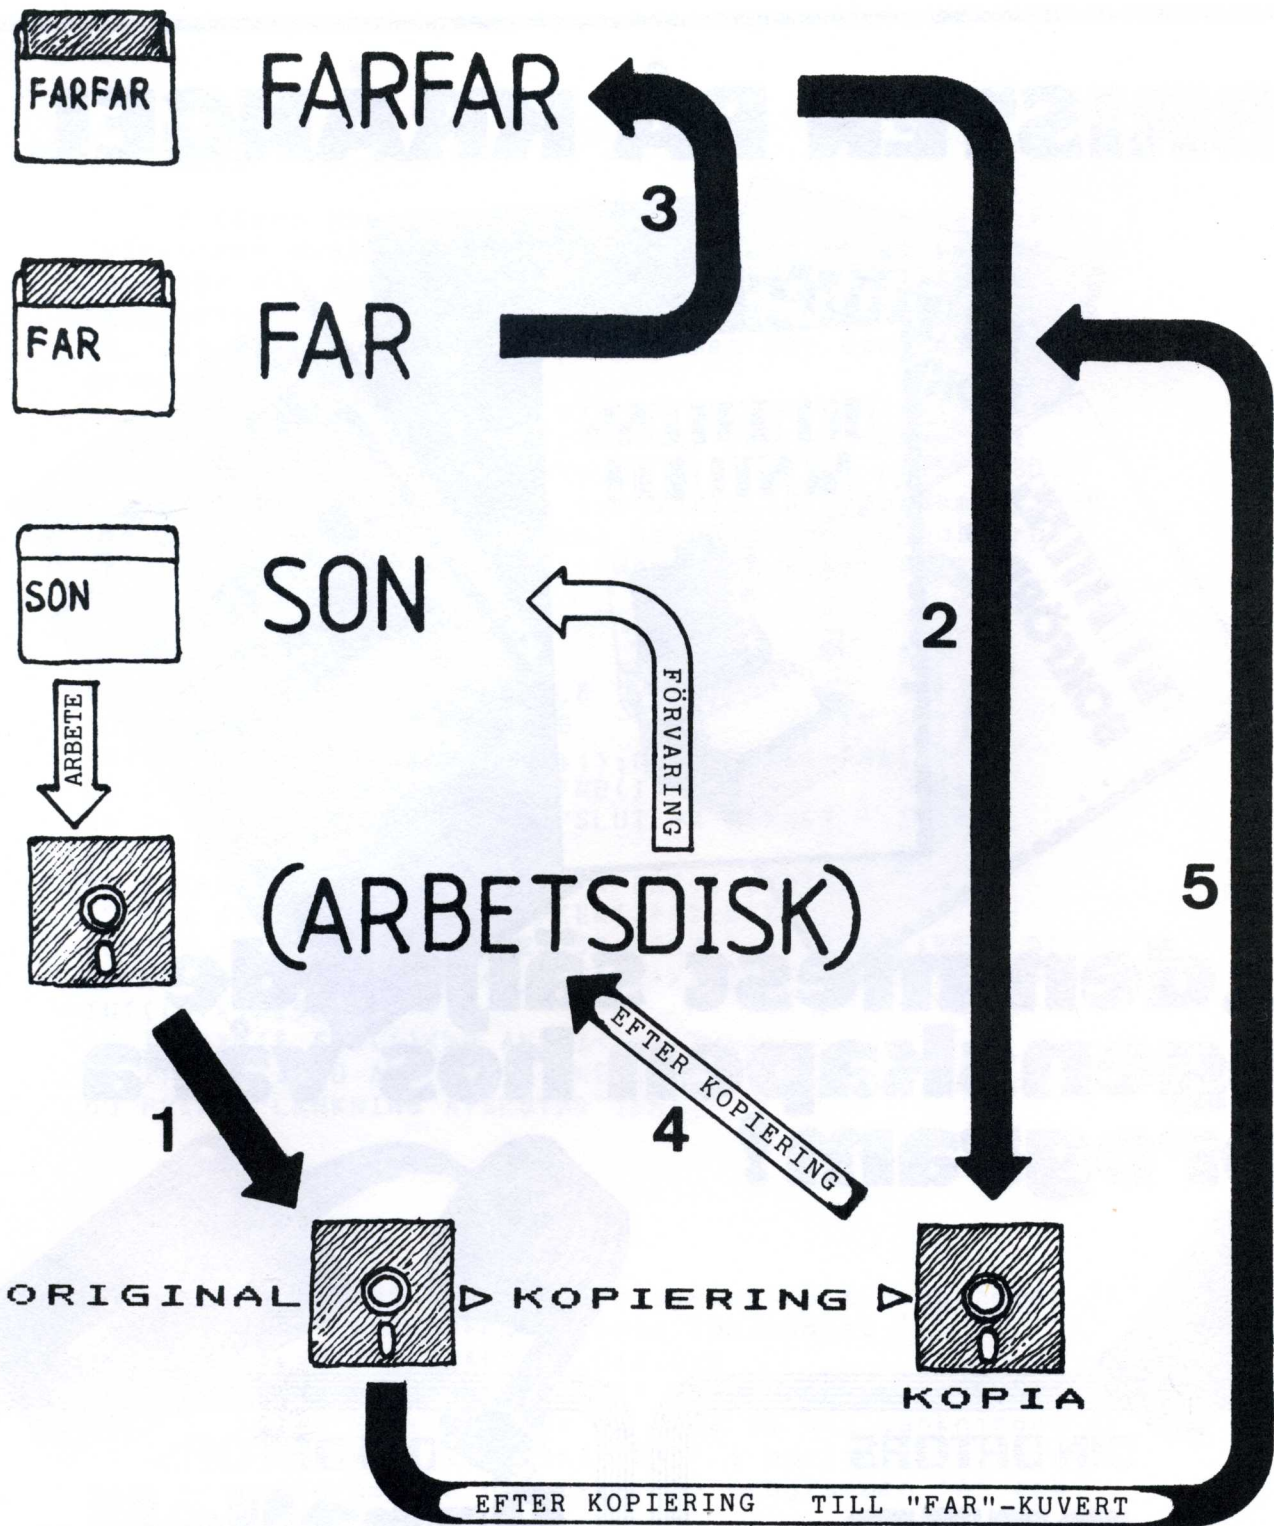 FARFAR
FARFAR
3
FAR
FAR
SON
SON
2
FÖRVARING
ARBETE
5
(ARBETSDISK)
EFTER KOPIERING
1
4
ORIGINAL
KOPIERING
KOPIA
EFTER KOPIERING TILL "FAR"-KUVERT